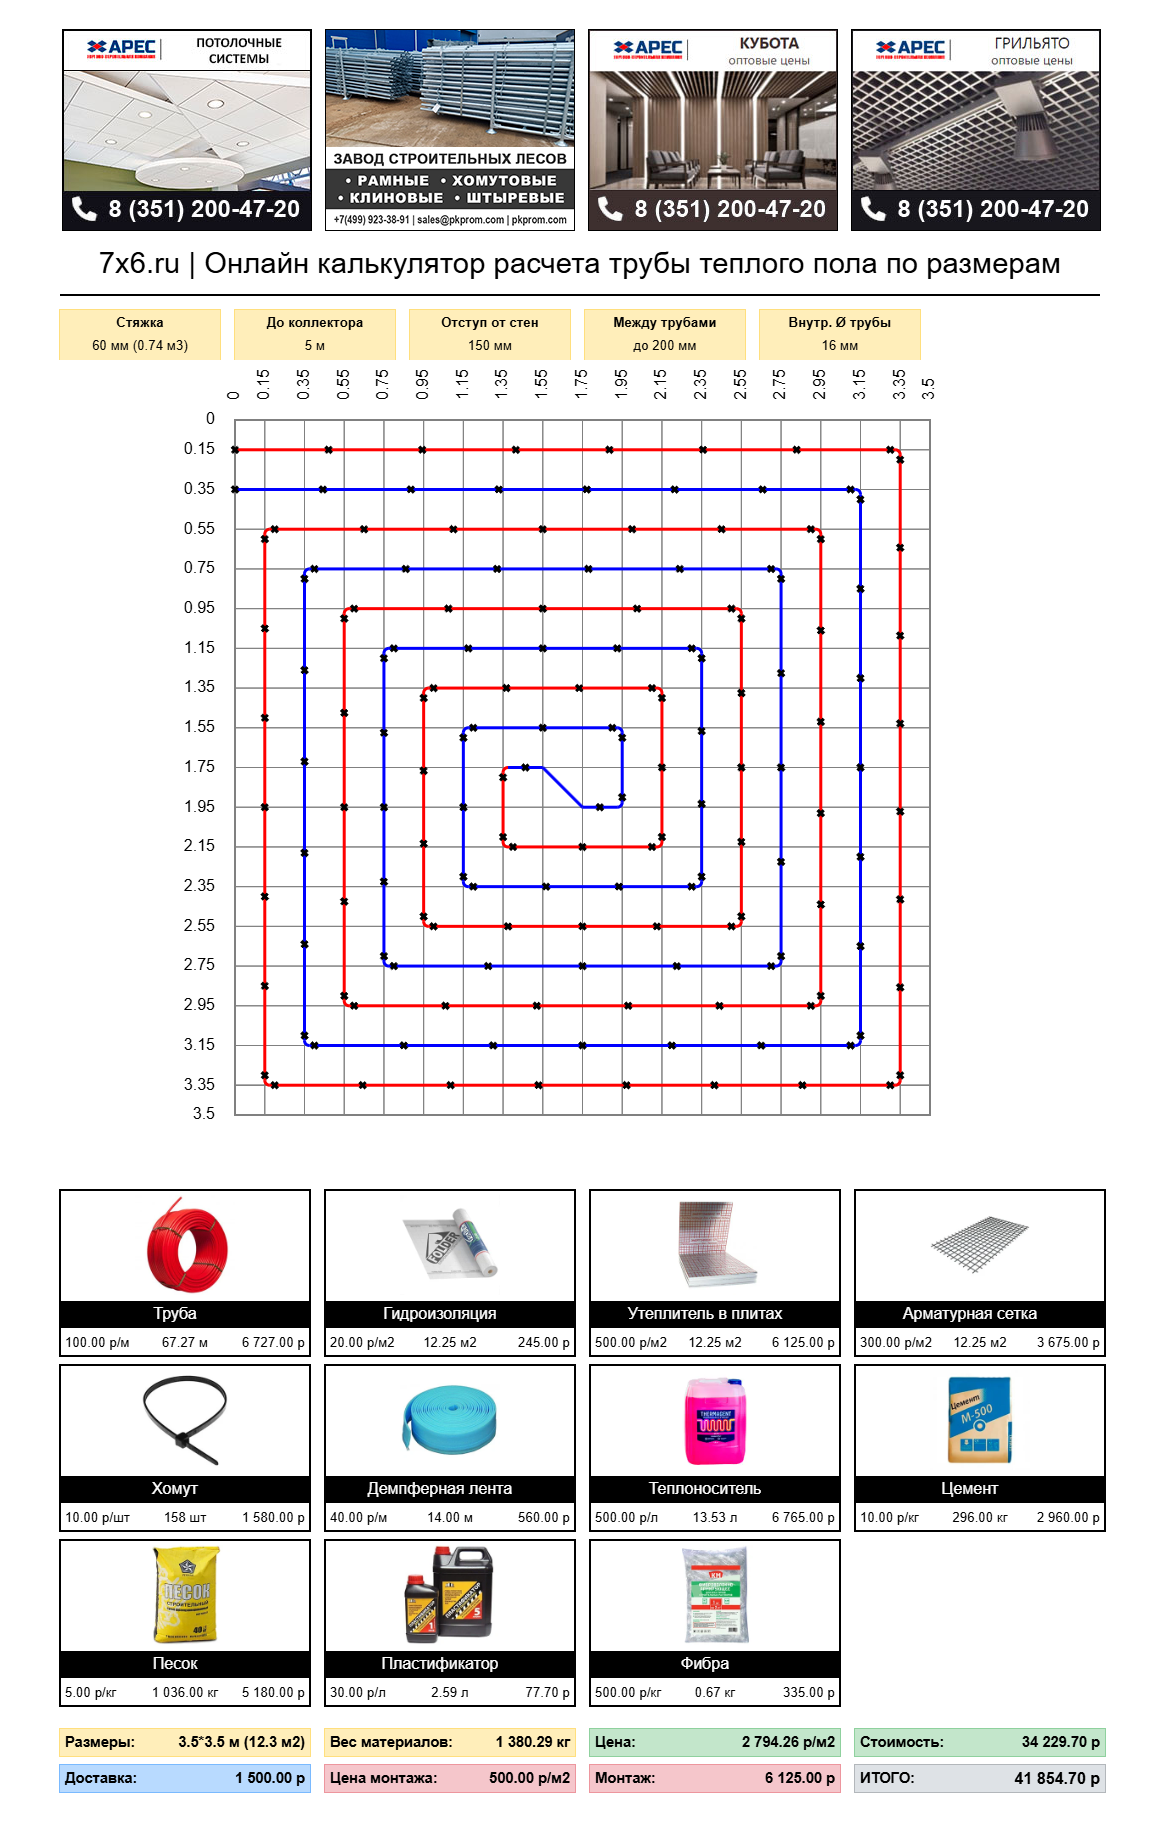 АРЕС
ПОТОЛОЧНЫЕ
СИСТЕМЫ
8 (351) 200-47-20
ЗАВОД СТРОИТЕЛЬНЫХ ЛЕСОВ
• РАМНЫЕ • ХОМУТОВЫЕ
• КЛИНОВЫЕ • ШТЫРЕВЫЕ
+7(499) 923-38-91 | sales@pkprom.com | pkprom.com
АРЕС
КУБОТА
оптовые цены
8 (351) 200-47-20
АРЕС
ГРИЛЬЯТО
оптовые цены
8 (351) 200-47-20
7x6.ru | Онлайн калькулятор расчета трубы теплого пола по размерам
Стяжка
60 мм (0.74 м3)
До коллектора
5 м
Отступ от стен
150 мм
Между трубами
до 200 мм
Внутр. Ø трубы
16 мм
0 0.15 0.35 0.55 0.75 0.95 1.15 1.35 1.55 1.75 1.95 2.15 2.35 2.55 2.75 2.95 3.15 3.35 3.5
0
0.15
0.35
0.55
0.75
0.95
1.15
1.35
1.55
1.75
1.95
2.15
2.35
2.55
2.75
2.95
3.15
3.35
3.5
FOLDER
Труба
100.00 р/м 67.27 м 6 727.00 р
Гидроизоляция
20.00 р/м2 12.25 м2 245.00 р
Утеплитель в плитах
500.00 р/м2 12.25 м2 6 125.00 р
Арматурная сетка
300.00 р/м2 12.25 м2 3 675.00 р
THERMAGENT
Цемент
М-500
Хомут
10.00 р/шт 158 шт 1 580.00 р
Демпферная лента
40.00 р/м 14.00 м 560.00 р
Теплоноситель
500.00 р/л 13.53 л 6 765.00 р
Цемент
10.00 р/кг 296.00 кг 2 960.00 р
ПЕСОК
СТРОИТЕЛЬНЫЙ
40
Песок
5.00 р/кг 1 036.00 кг 5 180.00 р
Пластификатор
30.00 р/л 2.59 л 77.70 р
Фибра
500.00 р/кг 0.67 кг 335.00 р
Размеры: 3.5*3.5 м (12.3 м2)
Вес материалов: 1 380.29 кг
Цена: 2 794.26 р/м2
Стоимость: 34 229.70 р
Доставка: 1 500.00 р
Цена монтажа: 500.00 р/м2
Монтаж: 6 125.00 р
ИТОГО: 41 854.70 р